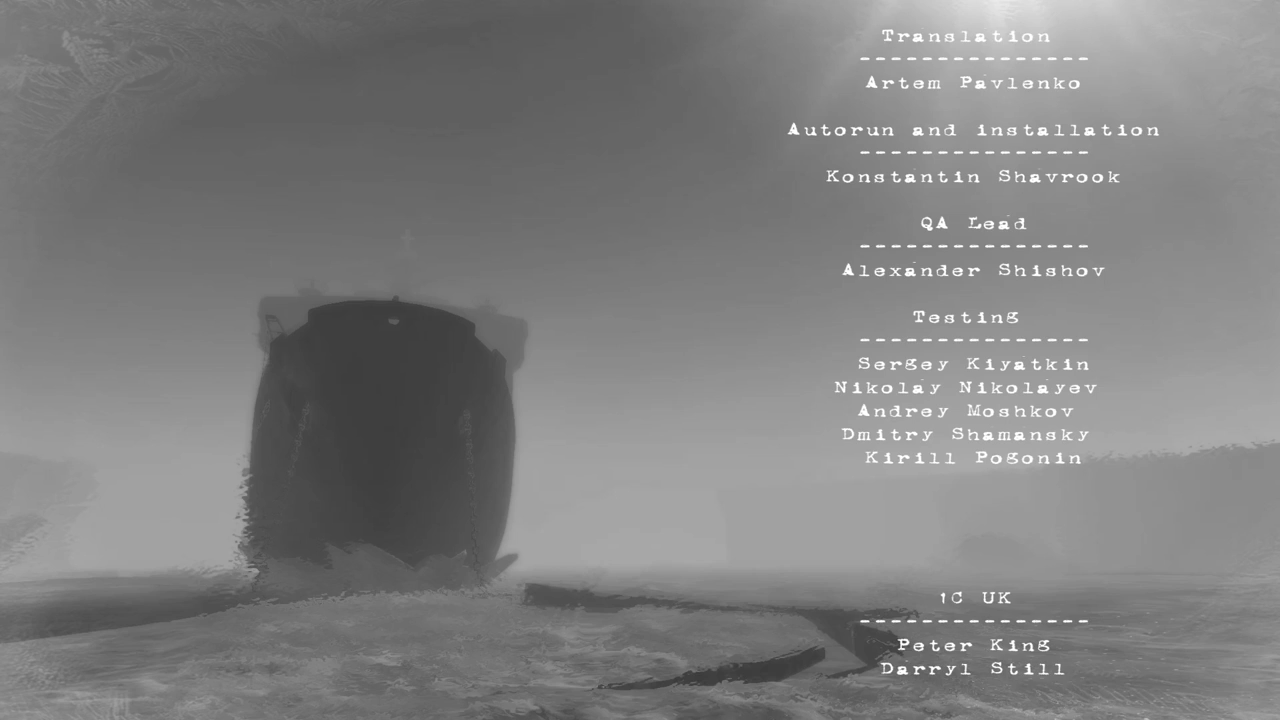 Translation
---------------
Artem Pavlenko
Autorun and installation
---------------
Konstantin Shavrook
QA Lead
---------------
Alexander Shishov
Testing
---------------
Sergey Kiyatkin
Nikolay Nikolayev
Andrey Moshkov
Dmitry Shamansky
Kirill Pogonin
1C UK
---------------
Peter King
Darryl Still